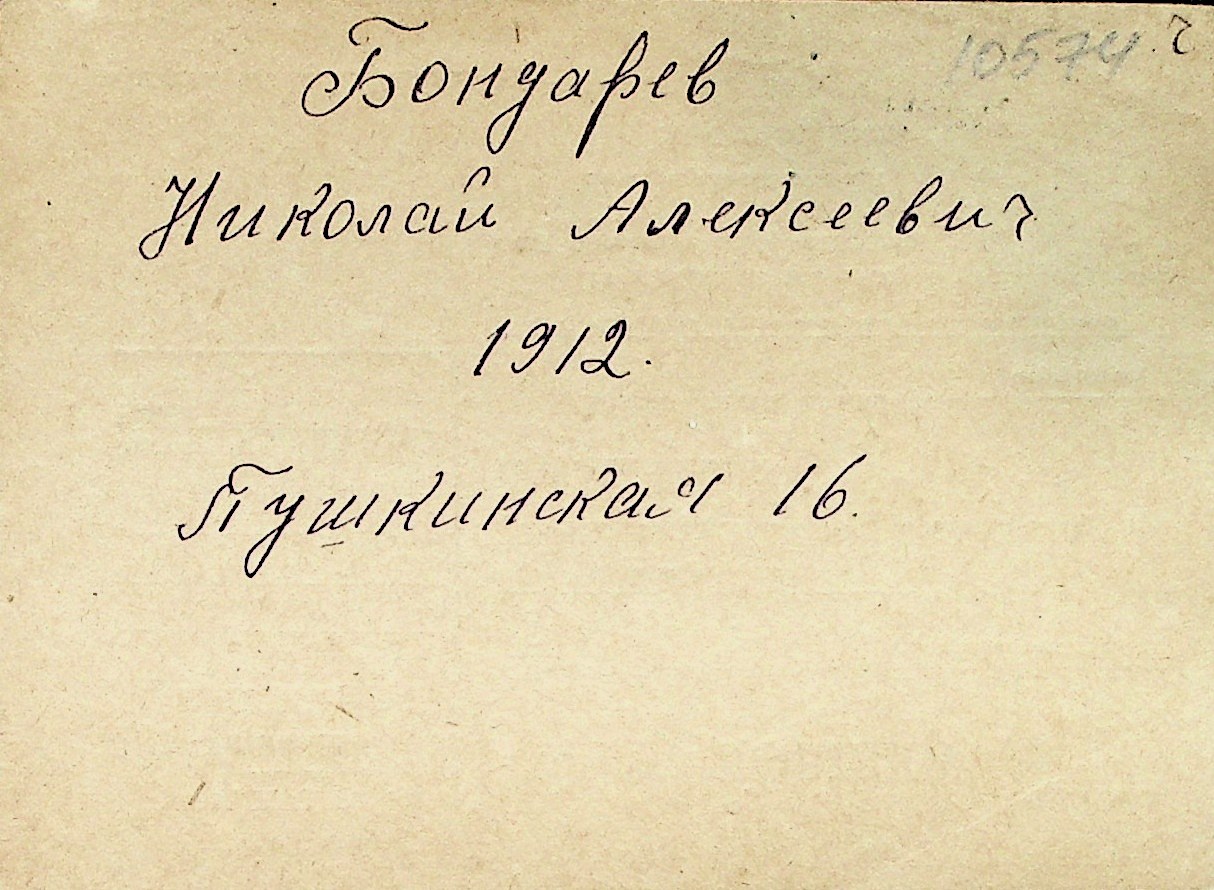 10574 ч
Бондарев
Николай Алексеевич
1912.
Пушкинская 16.